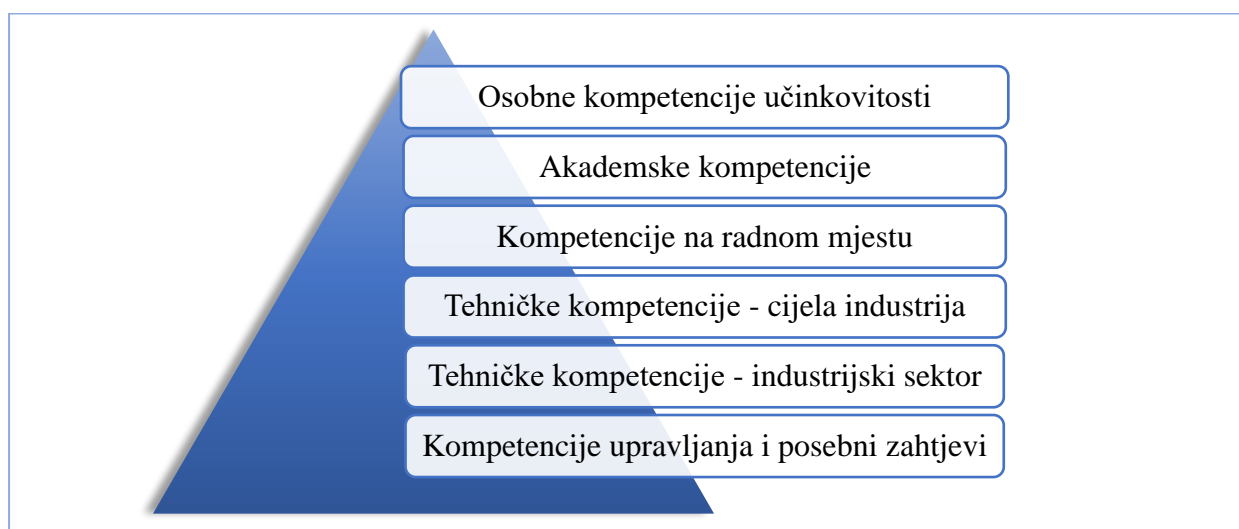 Osobne kompetencije učinkovitosti
Akademske kompetencije
Kompetencije na radnom mjestu
Tehničke kompetencije - cijela industrija
Tehničke kompetencije - industrijski sektor
Kompetencije upravljanja i posebni zahtjevi